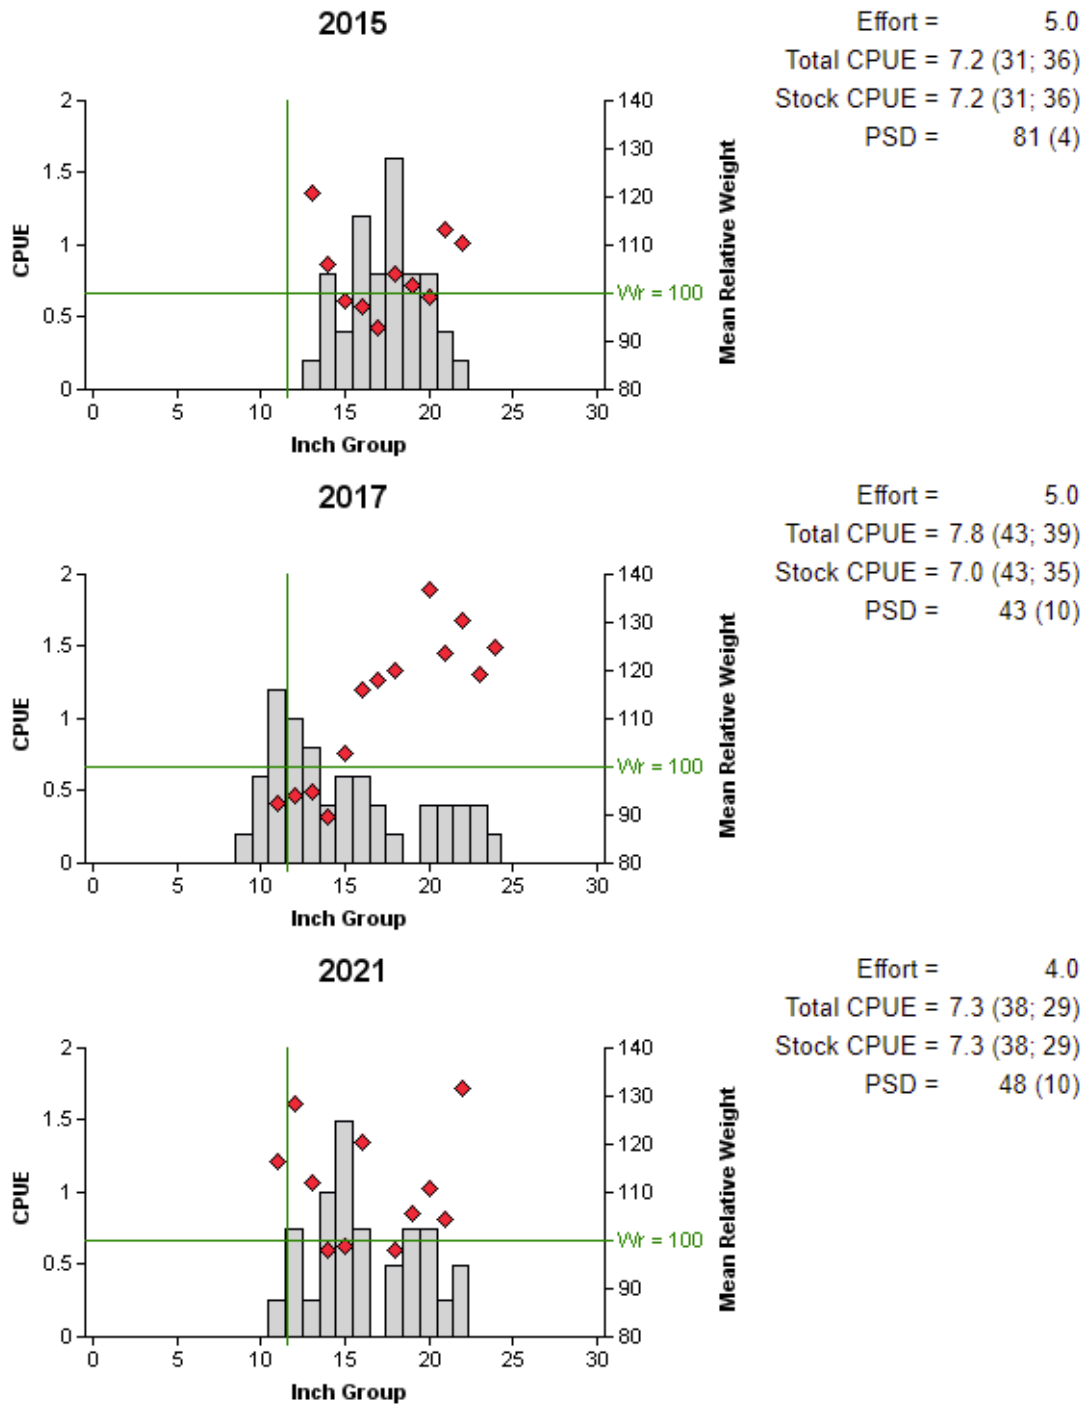 2015
Effort = 5.0
Total CPUE = 7.2 (31; 36)
Stock CPUE = 7.2 (31; 36)
PSD = 81 (4)
2
1.5
1
0.5
0
CPUE
140
130
120
110
Wr = 100
90
80
Mean Relative Weight
0 5 10 15 20 25 30
Inch Group
2017
Effort = 5.0
Total CPUE = 7.8 (43; 39)
Stock CPUE = 7.0 (43; 35)
PSD = 43 (10)
2
1.5
1
0.5
0
CPUE
140
130
120
110
Wr = 100
90
80
Mean Relative Weight
0 5 10 15 20 25 30
Inch Group
2021
Effort = 4.0
Total CPUE = 7.3 (38; 29)
Stock CPUE = 7.3 (38; 29)
PSD = 48 (10)
2
1.5
1
0.5
0
CPUE
140
130
120
110
Wr = 100
90
80
Mean Relative Weight
0 5 10 15 20 25 30
Inch Group